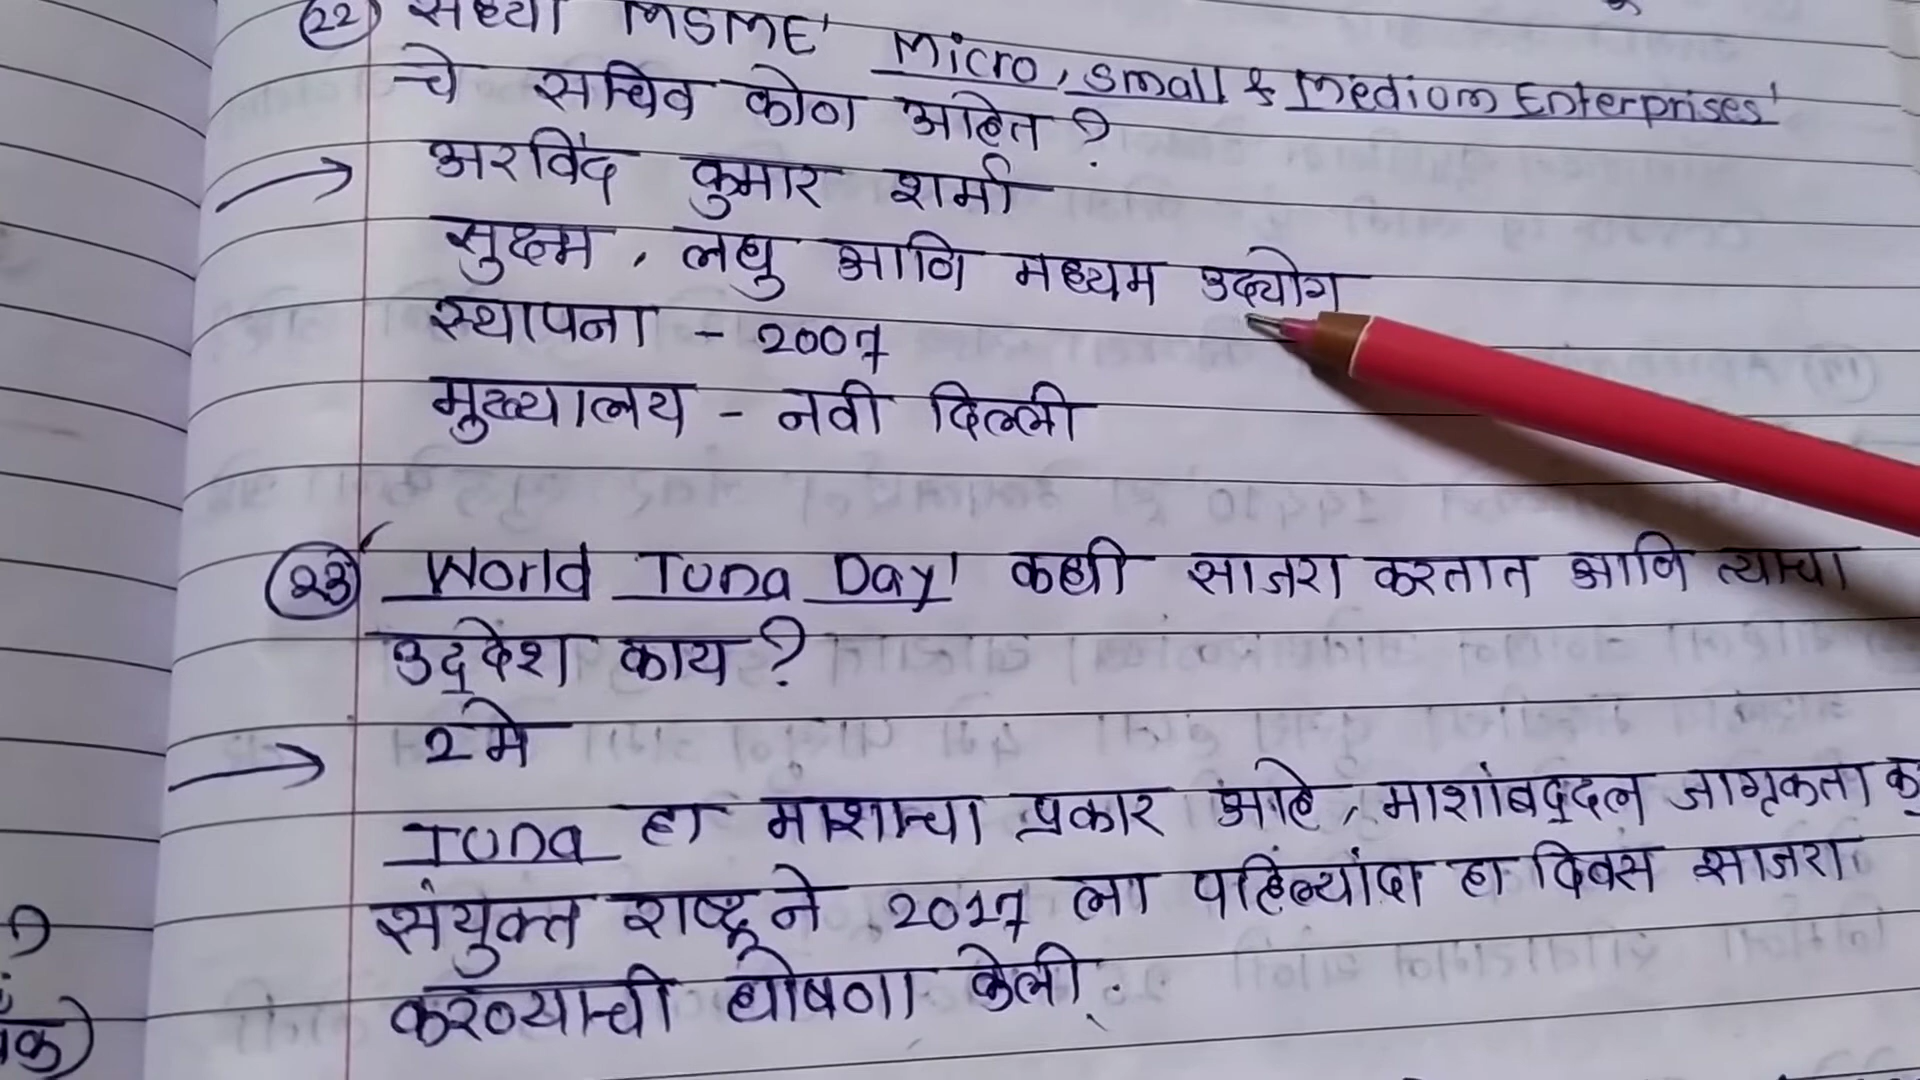 (22) सध्या MSME' Micro, small & Mediom Enterprises'
चे सचिव कोण आहेत ?
→ अरविंद कुमार शर्मा
सुक्ष्म, लघु आणि मध्यम उद्योग
स्थापना - 2007
मुख्यालय - नवी दिल्ली
(23) 'World Tuna Day' कधी साजरा करतात आणि त्याचा
उद्देश काय ?
→ 2 मे
Tuna हा माशाचा प्रकार आहे, माशांबद्दल जागृकता
संयुक्त राष्ट्र ने 2017 ला पहिल्यांदा हा दिवस साजरा
करण्याची घोषणा केली.